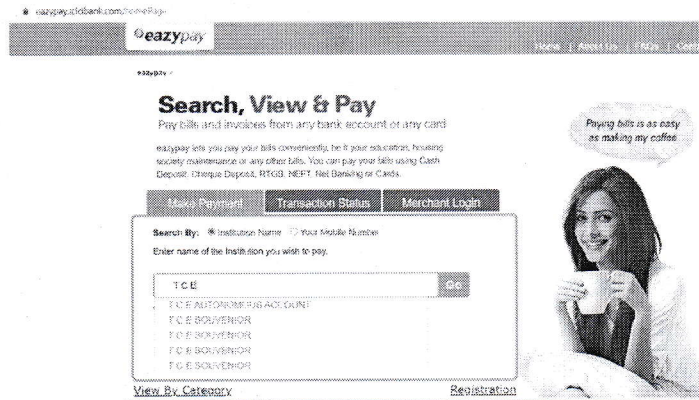 eazypay.icicibank.com/homePage
eazypay
Home | About Us | FAQs |
eazypay
Search, View & Pay
Pay bills and invoices from any bank account or any card
eazypay lets you pay your bills conveniently, be it your education, housing
society maintenance or any other bills. You can pay your bills using Cash
Deposit, Cheque Deposit, RTGS, NEFT, Net Banking or Cards.
Paying bills is as easy
as making my coffee
Make Payment Transaction Status Merchant Login
Search By: Institution Name Your Mobile Number
Enter name of the Institution you wish to pay.
T C E Go
T C E AUTONOMOUS ACCOUNT
T C E SOUVENIOR
T C E SOUVENIOR
T C E SOUVENIOR
T C E SOUVENIOR
View By Category Registration